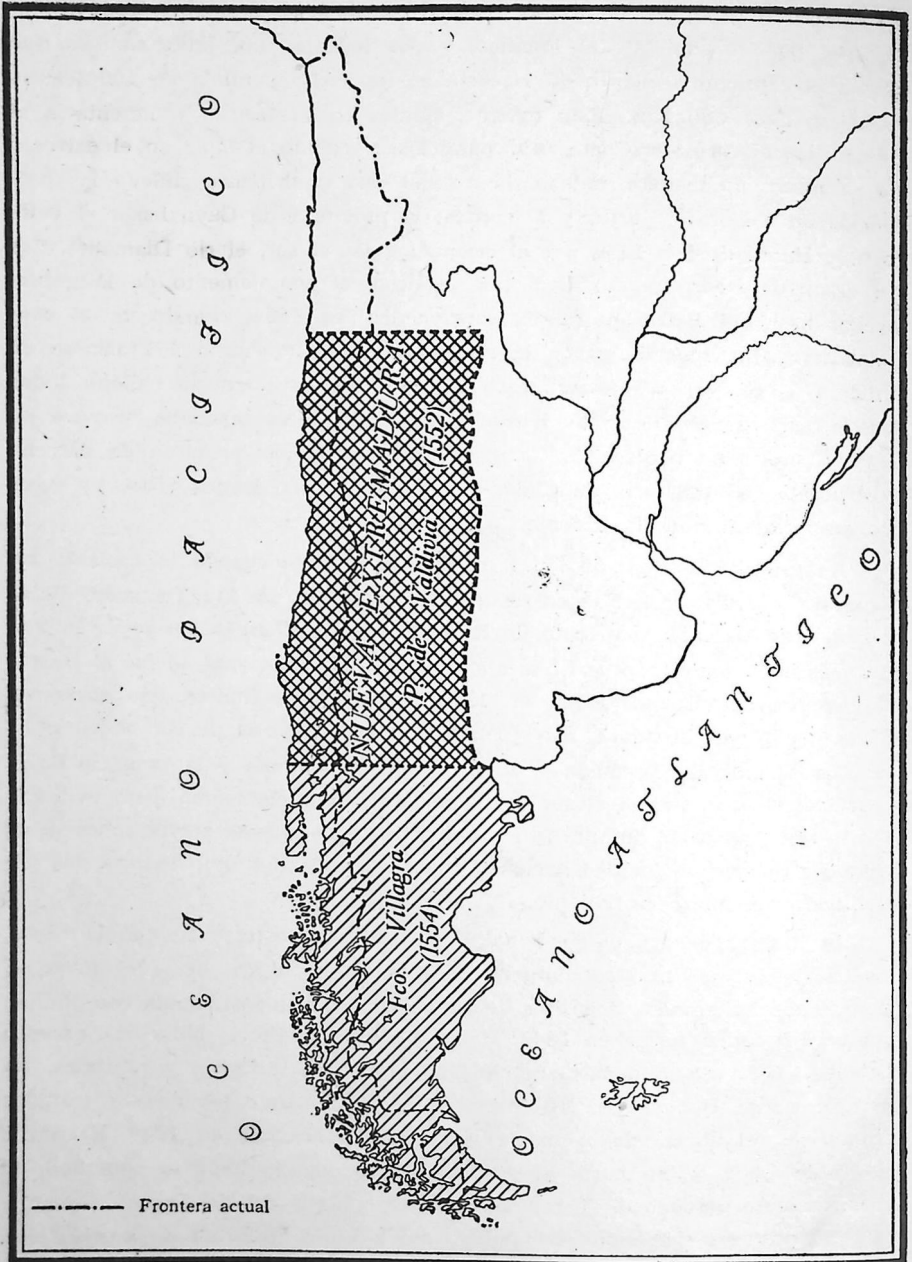 OCEANO PACIFICO
NUEVA EXTREMADURA
P. de Valdivia (1552)
Fco. Villagra
(1554)
OCEANO ATLANTICO
Frontera actual